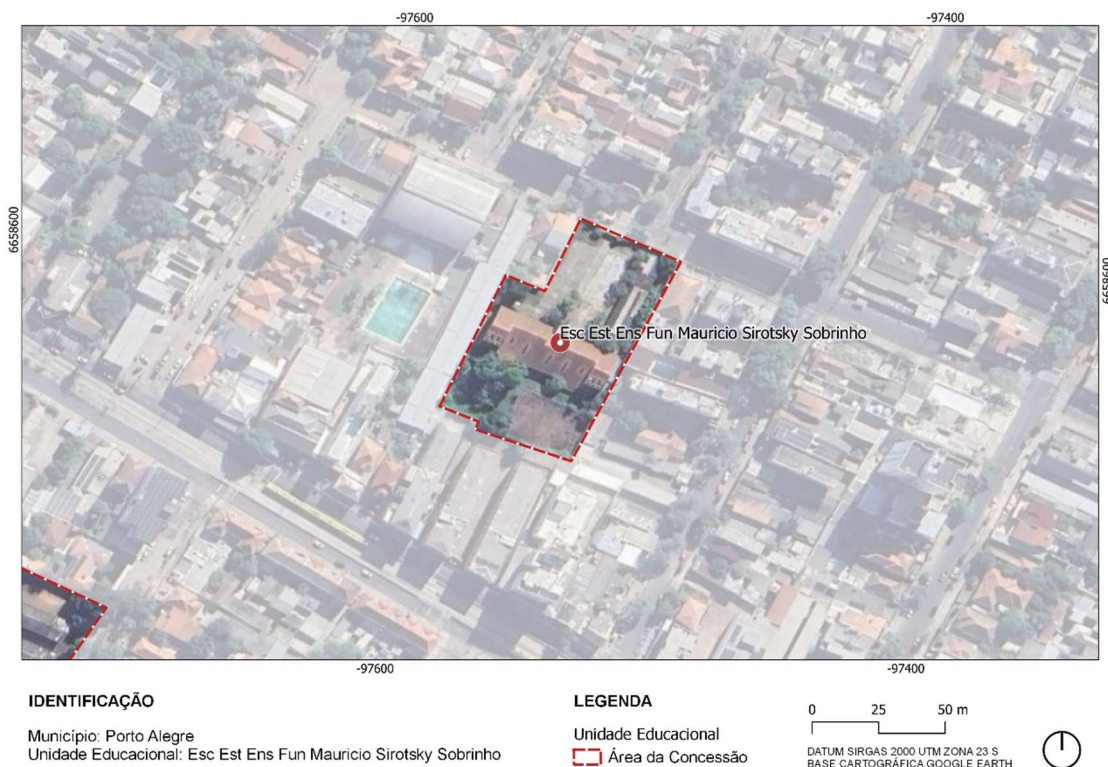 -97600
-97400
6658600
6658600
Esc Est Ens Fun Mauricio Sirotsky Sobrinho
-97600
-97400
IDENTIFICAÇÃO
Município: Porto Alegre
Unidade Educacional: Esc Est Ens Fun Mauricio Sirotsky Sobrinho
LEGENDA
Unidade Educacional
Área da Concessão
0 25 50 m
DATUM SIRGAS 2000 UTM ZONA 23 S
BASE CARTOGRÁFICA GOOGLE EARTH